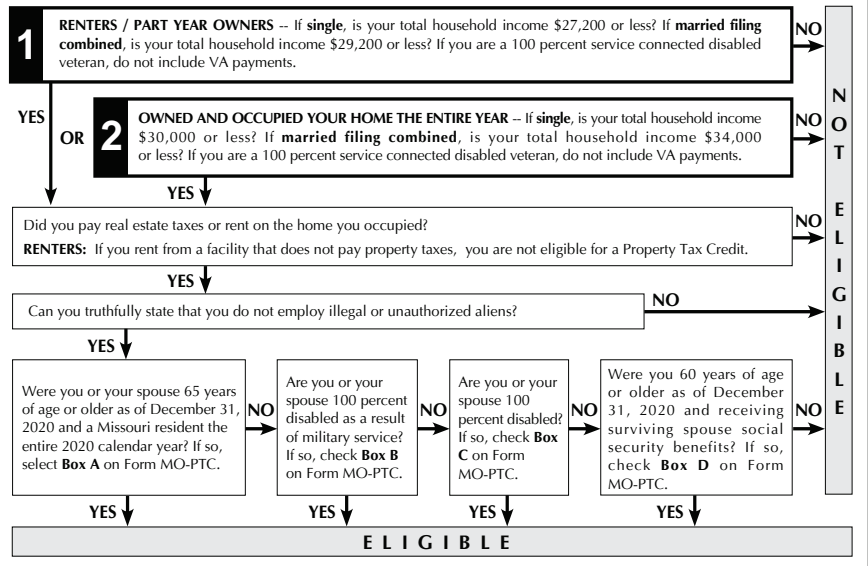 1
RENTERS / PART YEAR OWNERS -- If single, is your total household income $27,200 or less? If married filing
combined, is your total household income $29,200 or less? If you are a 100 percent service connected disabled
veteran, do not include VA payments.
NO
YES
OR
2
OWNED AND OCCUPIED YOUR HOME THE ENTIRE YEAR -- If single, is your total household income
$30,000 or less? If married filing combined, is your total household income $34,000
or less? If you are a 100 percent service connected disabled veteran, do not include VA payments.
NO
YES
Did you pay real estate taxes or rent on the home you occupied?
RENTERS: If you rent from a facility that does not pay property taxes, you are not eligible for a Property Tax Credit.
NO
YES
Can you truthfully state that you do not employ illegal or unauthorized aliens?
NO
YES
Were you or your spouse 65 years
of age or older as of December 31,
2020 and a Missouri resident the
entire 2020 calendar year? If so,
select Box A on Form MO-PTC.
NO
Are you or your
spouse 100 percent
disabled as a result
of military service?
If so, check Box B
on Form MO-PTC.
NO
Are you or your
spouse 100
percent disabled?
If so, check Box
C on Form
MO-PTC.
NO
Were you 60 years of age
or older as of December
31, 2020 and receiving
surviving spouse social
security benefits? If so,
check Box D on Form
MO-PTC.
NO
YES
YES
YES
YES
NOT ELIGIBLE
ELIGIBLE